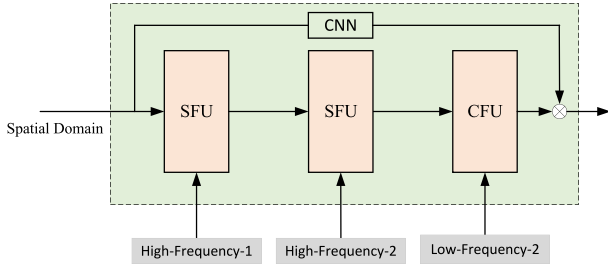 CNN
SFU
SFU
CFU
Spatial Domain
High-Frequency-1
High-Frequency-2
Low-Frequency-2